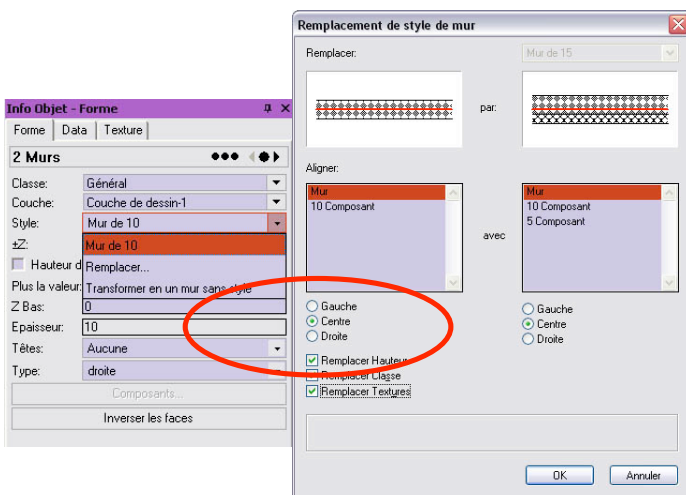 Remplacement de style de mur
Remplacer:
Mur de 15
par:
Aligner:
Mur
10 Composant
avec
Mur
10 Composant
5 Composant
Gauche
Centre
Droite
Gauche
Centre
Droite
Remplacer Hauteur
Remplacer Classe
Remplacer Textures
OK
Annuler
Info Objet - Forme
Forme
Data
Texture
2 Murs
Classe:
Général
Couche:
Couche de dessin-1
Style:
Mur de 10
±Z:
Mur de 10
Hauteur d
Remplacer...
Plus la valeur:
Transformer en un mur sans style
Z Bas:
0
Epaisseur:
10
Têtes:
Aucune
Type:
droite
Composants...
Inverser les faces